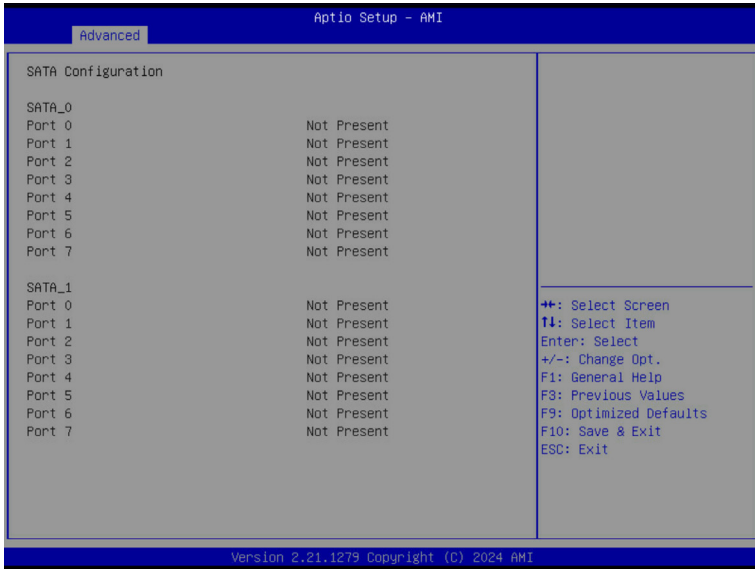 Aptio Setup - AMI
Advanced
SATA Configuration
SATA_0
Port 0 Not Present
Port 1 Not Present
Port 2 Not Present
Port 3 Not Present
Port 4 Not Present
Port 5 Not Present
Port 6 Not Present
Port 7 Not Present
SATA_1
Port 0 Not Present
Port 1 Not Present
Port 2 Not Present
Port 3 Not Present
Port 4 Not Present
Port 5 Not Present
Port 6 Not Present
Port 7 Not Present
→←: Select Screen
↑↓: Select Item
Enter: Select
+/-: Change Opt.
F1: General Help
F3: Previous Values
F9: Optimized Defaults
F10: Save & Exit
ESC: Exit
Version 2.21.1279 Copyright (C) 2024 AMI